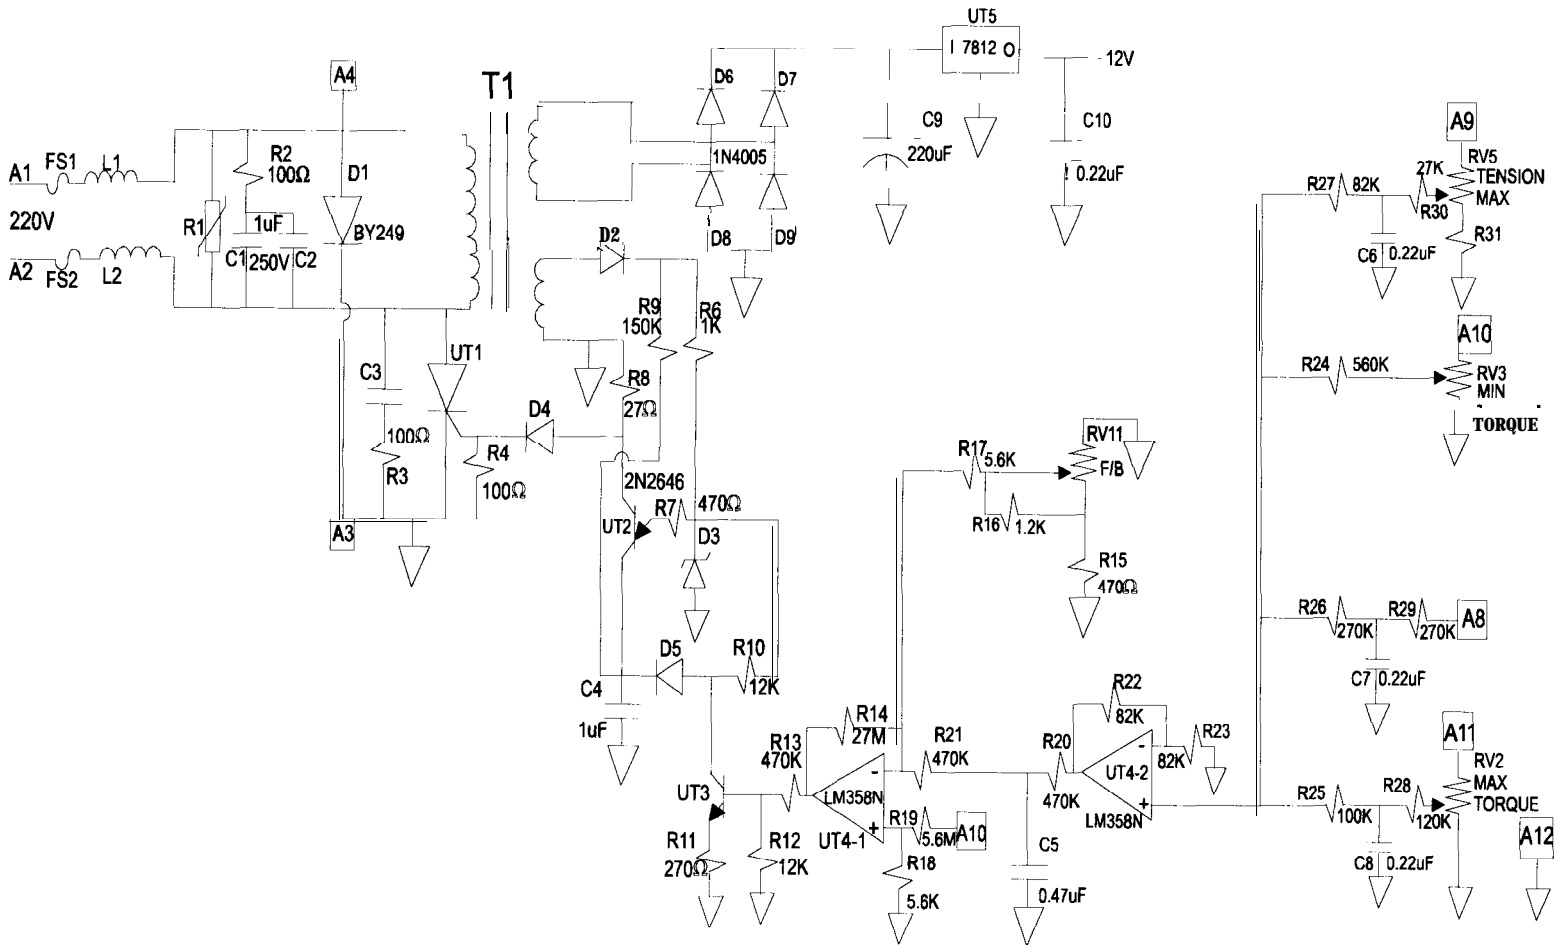 UT5
I 7812 O
12V
A4
T1
D6
D7
C9
220uF
C10
0.22uF
A9
RV5
TENSION
MAX
27K
R27
82K
R30
R31
C6
0.22uF
A1
FS1
L1
R2
100Ω
D1
1N4005
220V
R1
1uF
BY249
C1
250V
C2
D8
D9
D2
A2
FS2
L2
R9
150K
R6
1K
A10
R24
560K
RV3
MIN
TORQUE
UT1
C3
R8
27Ω
D4
RV11
F/B
100Ω
R3
R4
100Ω
R17
5.6K
2N2646
R7
470Ω
R16
1.2K
UT2
D3
A3
R15
470Ω
R26
270K
R29
270K
A8
D5
R10
12K
C4
1uF
C7
0.22uF
R22
82K
R14
27M
R13
470K
R21
470K
R20
470K
UT4-2
82K
R23
A11
RV2
MAX
TORQUE
UT3
LM358N
LM358N
R25
100K
R28
120K
R19
5.6M
A10
A12
R11
270Ω
R12
12K
UT4-1
R18
5.6K
C5
0.47uF
C8
0.22uF